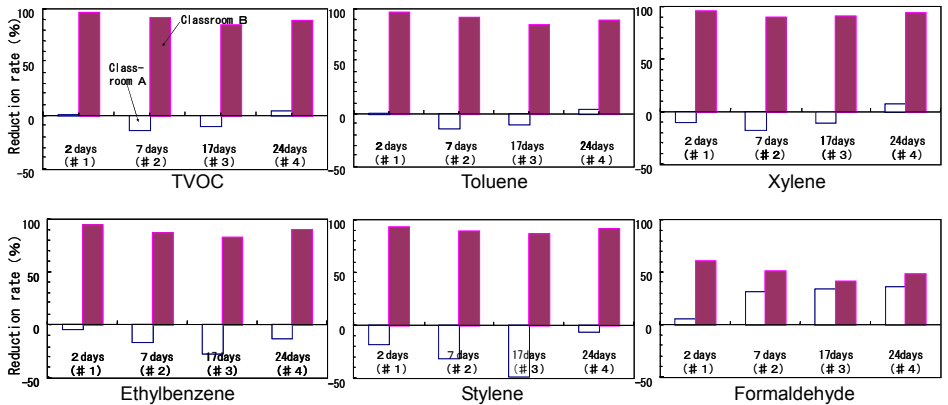 Reduction rate (%)
100
50
0
-50
Classroom B
Class-
room A
2 days 7 days 17days 24days
(#1) (#2) (#3) (#4)
TVOC
100
50
0
-50
2 days 7 days 17days 24days
(#1) (#2) (#3) (#4)
Toluene
100
50
0
-50
2 days 7 days 17days 24days
(#1) (#2) (#3) (#4)
Xylene
Reduction rate (%)
100
50
0
-50
2 days 7 days 17days 24days
(#1) (#2) (#3) (#4)
Ethylbenzene
100
50
0
-50
2 days 7 days 17days 24days
(#1) (#2) (#3) (#4)
Stylene
100
50
0
-50
2 days 7 days 17days 24days
(#1) (#2) (#3) (#4)
Formaldehyde